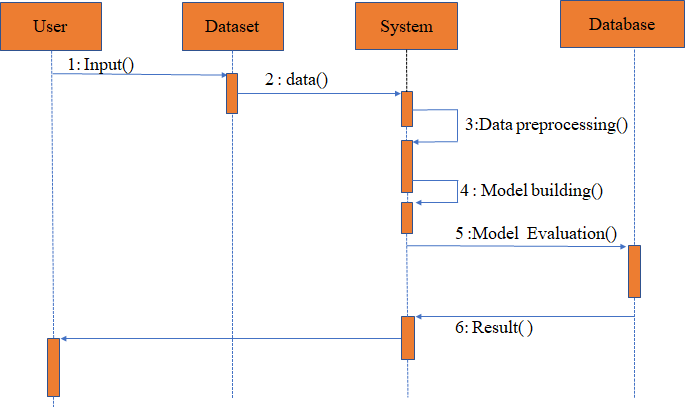 User
Dataset
System
Database
1: Input()
2 : data()
3:Data preprocessing()
4 : Model building()
5 :Model Evaluation()
6: Result( )